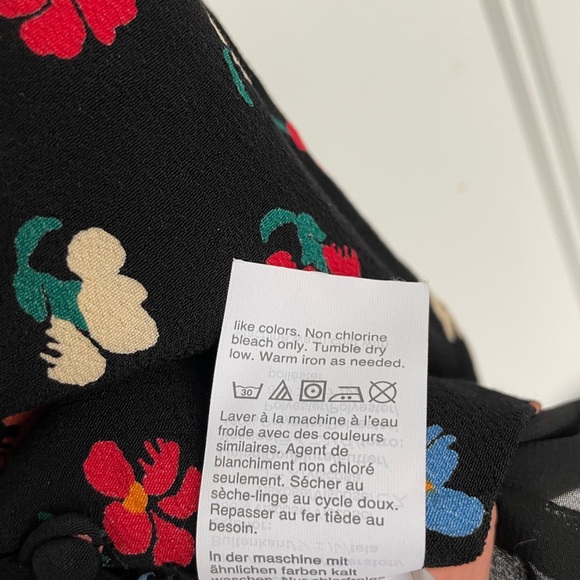 like colors. Non chlorine
bleach only. Tumble dry
low. Warm iron as needed.
30
Laver à la machine à l'eau
froide avec des couleurs
similaires. Agent de
blanchiment non chloré
seulement. Sécher au
sèche-linge au cycle doux.
Repasser au fer tiède au
besoin.
In der maschine mit
ähnlichen farben kalt